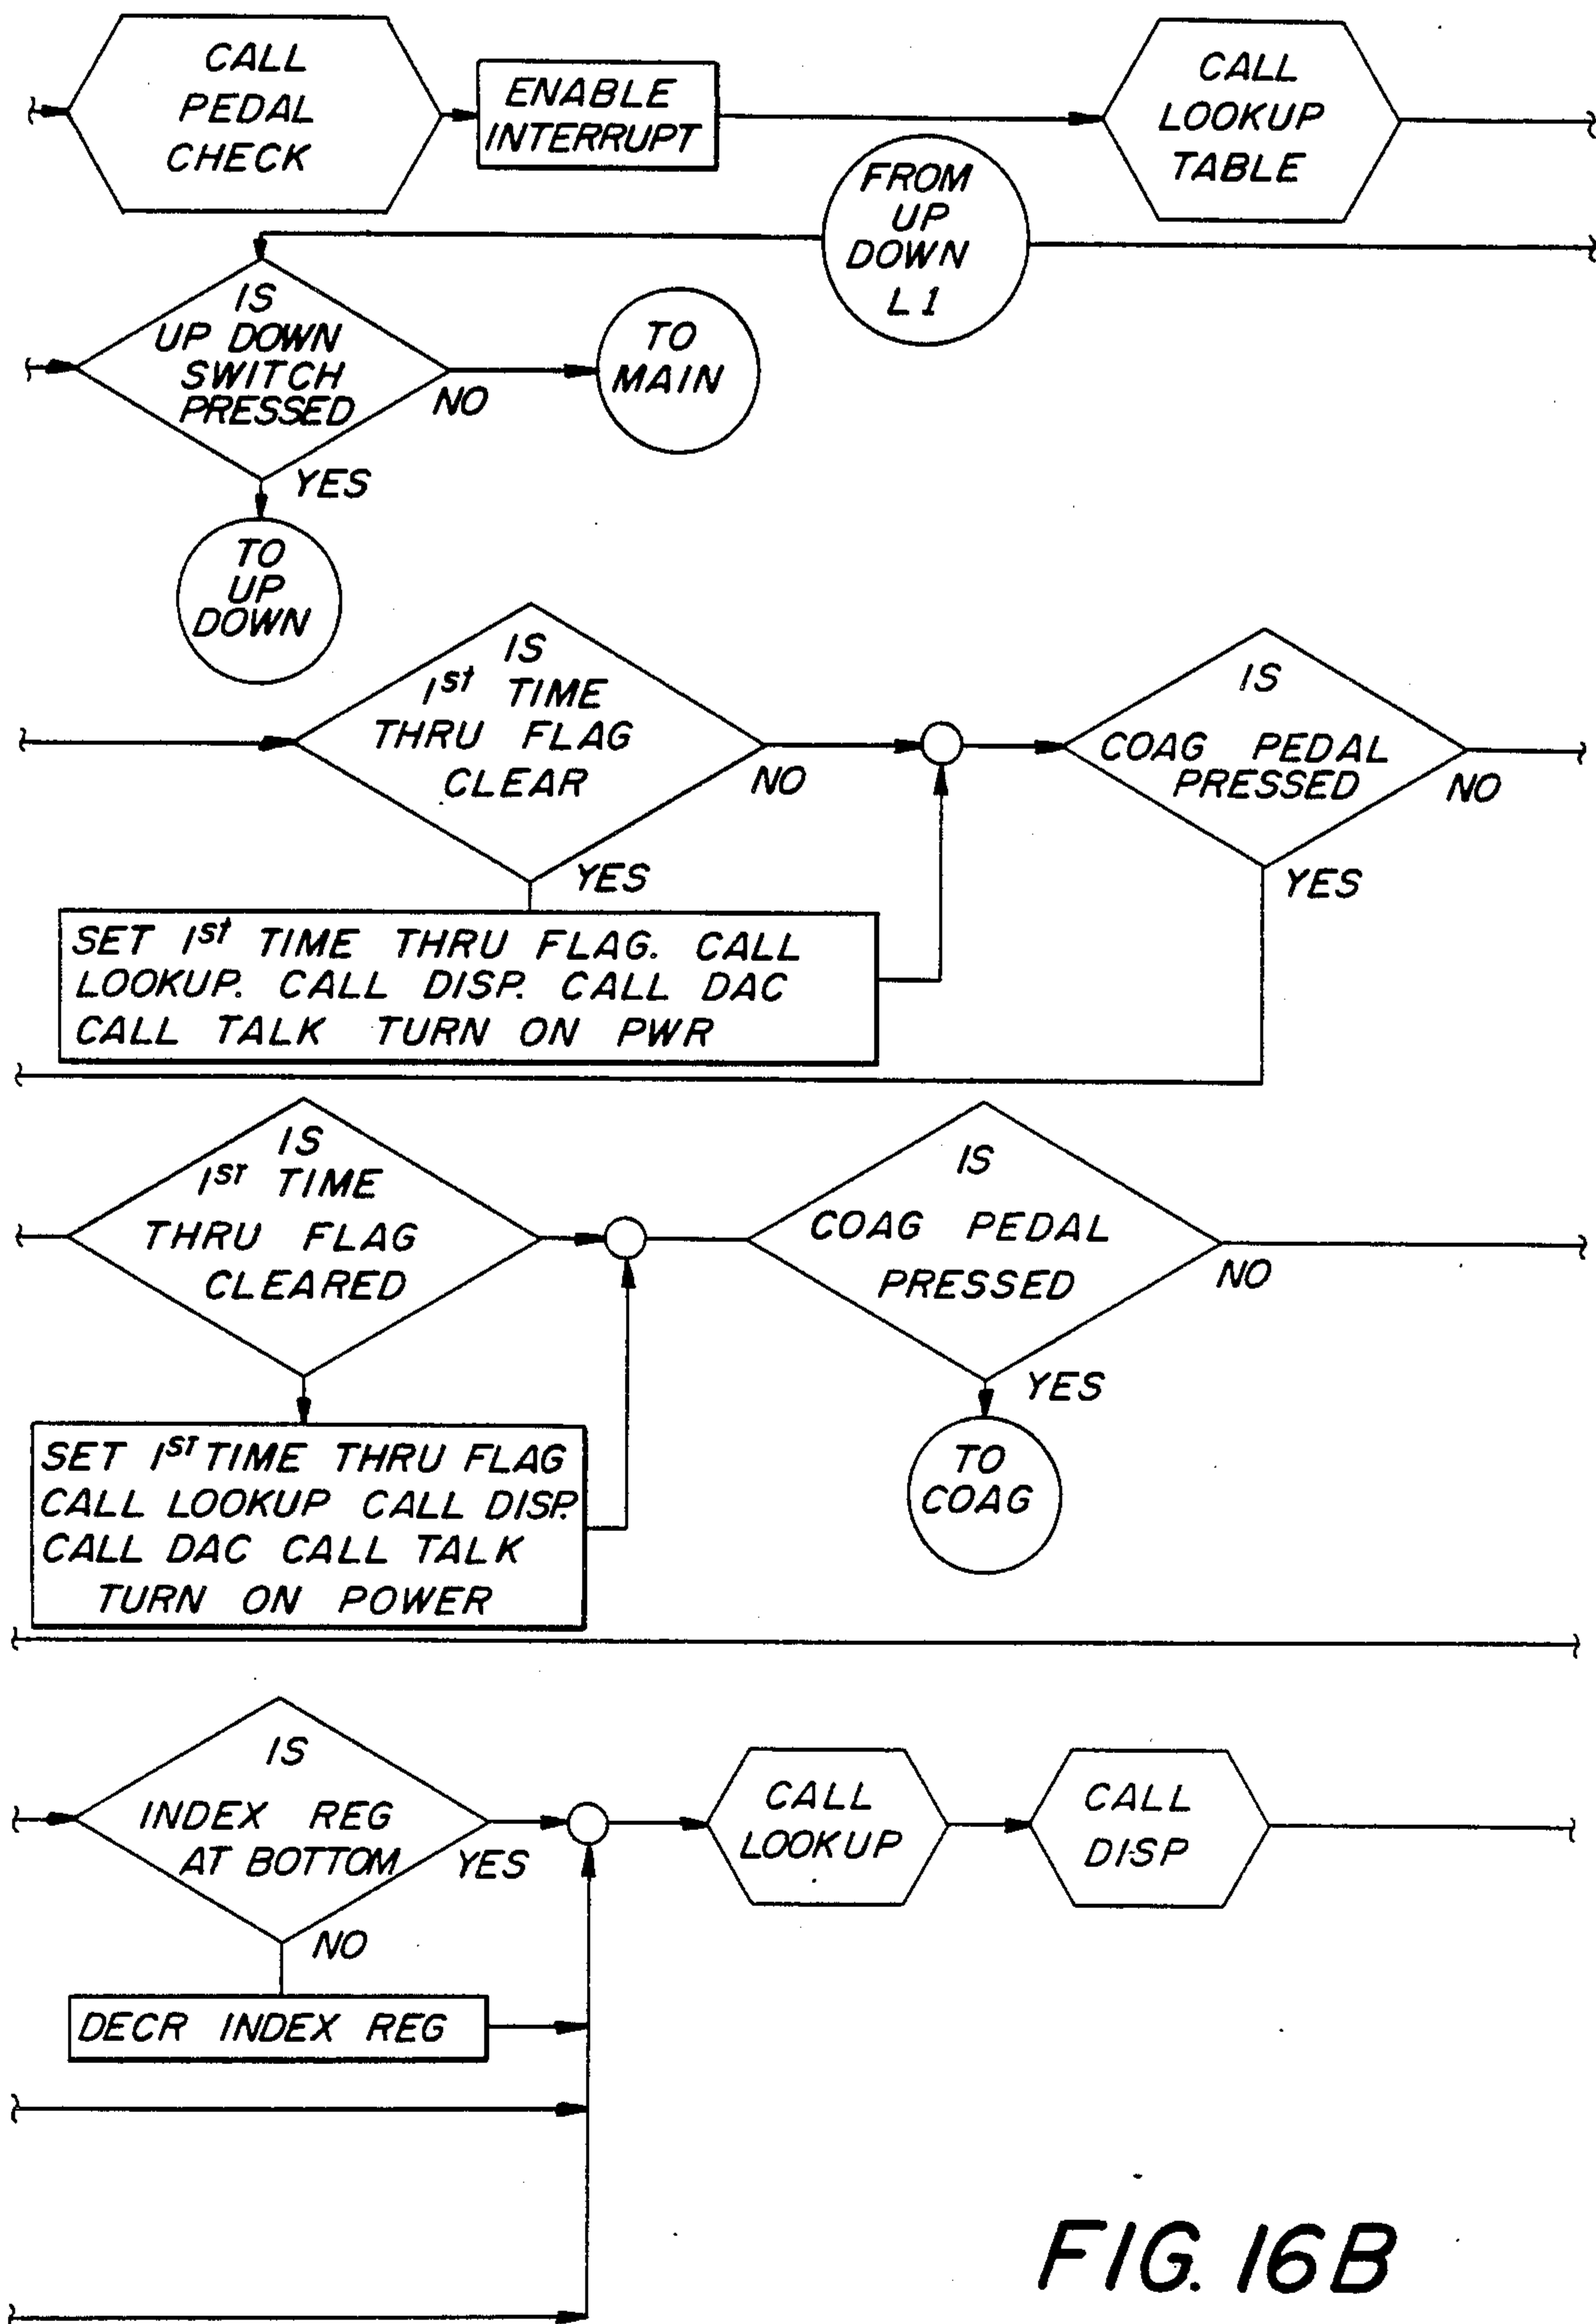 CALL
PEDAL
CHECK
ENABLE
INTERRUPT
CALL
LOOKUP
TABLE
FROM
UP
DOWN
L1
IS
UP DOWN
SWITCH
PRESSED
NO
TO
MAIN
YES
TO
UP
DOWN
IS
1st TIME
THRU FLAG
CLEAR
NO
YES
IS
COAG PEDAL
PRESSED
NO
YES
SET 1st TIME THRU FLAG. CALL
LOOKUP. CALL DISP. CALL DAC
CALL TALK TURN ON PWR
IS
1ST TIME
THRU FLAG
CLEARED
IS
COAG PEDAL
PRESSED
NO
YES
TO
COAG
SET 1ST TIME THRU FLAG
CALL LOOKUP CALL DISP.
CALL DAC CALL TALK
TURN ON POWER
IS
INDEX REG
AT BOTTOM
YES
NO
CALL
LOOKUP
CALL
DISP
DECR INDEX REG
FIG. 16B